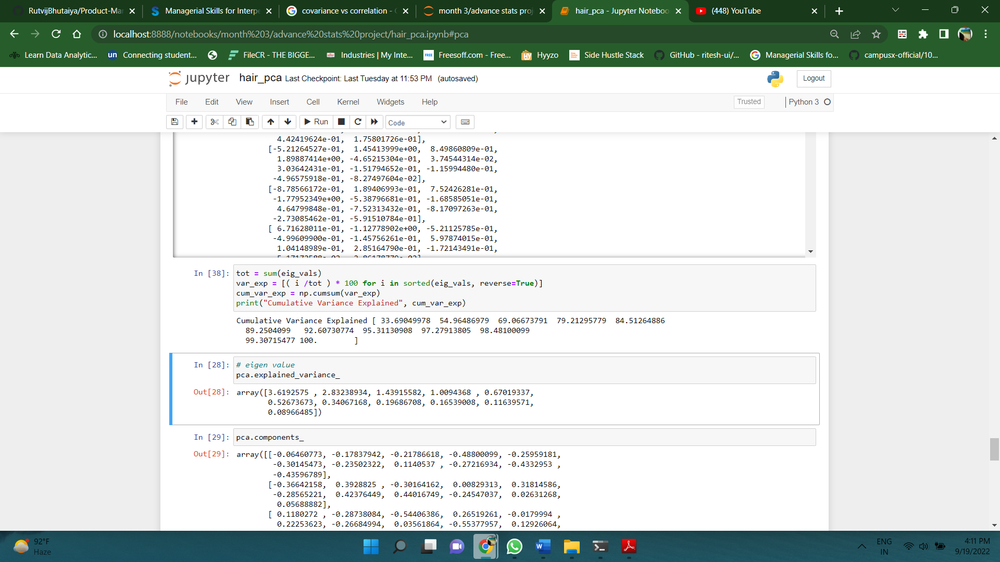 RutvijBhutaiya/Product-Mar
Managerial Skills for Interpe
covariance vs correlation - G
month 3/advance stats proj
hair_pca - Jupyter Noteboo
(448) YouTube
localhost:8888/notebooks/month%203/advance%20stats%20project/hair_pca.ipynb#pca
Learn Data Analytic...
un Connecting student...
FileCR - THE BIGGE...
Industries | My Inte...
FREE Freesoff.com - Free...
Hy Hyyzo
Side Hustle Stack
GitHub - ritesh-ui/...
Managerial Skills fo...
campusx-official/10...
jupyter hair_pca Last Checkpoint: Last Tuesday at 11:53 PM (autosaved)
Logout
File Edit View Insert Cell Kernel Widgets Help
Trusted Python 3
Run Code
4.42419624e-01, 1.75801726e-01],
[-5.21264527e-01, 1.45413999e+00, 8.49860809e-01,
1.89887414e+00, -4.65215304e-01, 3.74544314e-02,
3.03642431e-01, -1.51794652e-01, -1.15994480e-01,
-4.96575918e-01, -8.27497604e-02],
[-8.78566172e-01, 1.89406993e-01, 7.52426281e-01,
-1.77952349e+00, -5.38796681e-01, -1.68585051e-01,
4.64799848e-01, -7.52313432e-01, -8.17097263e-01,
-2.73085462e-01, -5.91510784e-01],
[ 6.71628011e-01, -1.12778902e+00, -5.21125785e-01,
-4.99609900e-01, -1.45756261e-01, 5.97874015e-01,
1.04148989e-01, 2.85164790e-01, -1.72143491e-01,
In [38]: tot = sum(eig_vals)
var_exp = [( i /tot ) * 100 for i in sorted(eig_vals, reverse=True)]
cum_var_exp = np.cumsum(var_exp)
print("Cumulative Variance Explained", cum_var_exp)
Cumulative Variance Explained [ 33.69049978 54.96486979 69.06673791 79.21295779 84.51264886
89.2504099 92.60730774 95.31130908 97.27913805 98.48100099
99.30715477 100. ]
In [28]: # eigen value
pca.explained_variance_
Out[28]: array([3.6192575 , 2.83238934, 1.43915582, 1.0094368 , 0.67019337,
0.52673673, 0.34067168, 0.19686708, 0.16539008, 0.11639571,
0.08966485])
In [29]: pca.components_
Out[29]: array([[-0.06460773, -0.17837942, -0.21786618, -0.48800099, -0.25959181,
-0.30145473, -0.23502322, 0.1140537 , -0.27216934, -0.4332953 ,
-0.43596789],
[-0.36642158, 0.3928825 , -0.30164162, 0.00829313, 0.31814586,
-0.28565221, 0.42376449, 0.44016749, -0.24547037, 0.02631268,
0.05688882],
[ 0.1180272 , -0.28738084, -0.54406386, 0.26519261, -0.0179994 ,
0.22253623, -0.26684994, 0.03561864, -0.55377957, 0.12926064,
92°F
Haze
ENG
IN
4:11 PM
9/19/2022